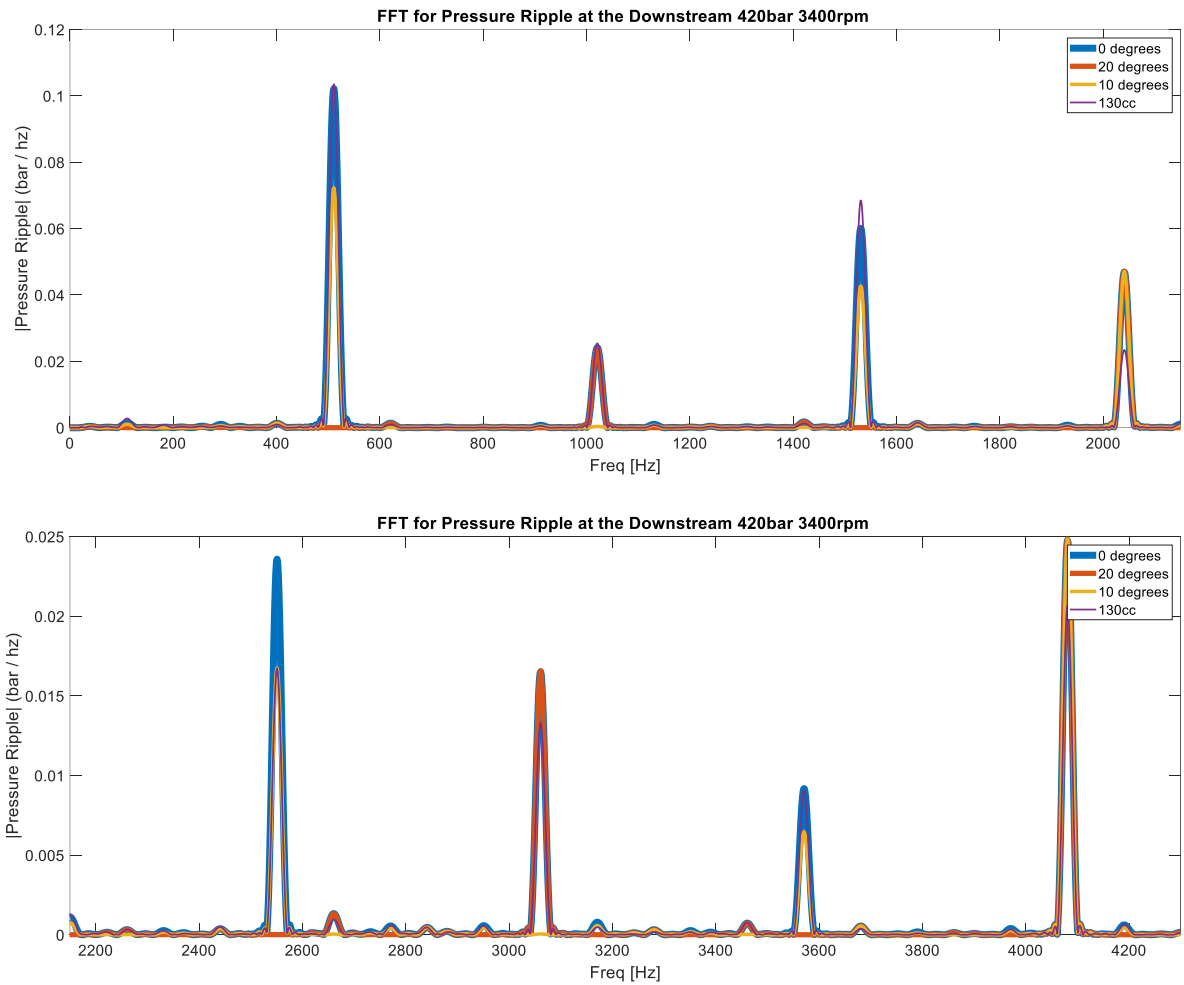 FFT for Pressure Ripple at the Downstream 420bar 3400rpm
0.12
0.1
0.08
0.06
0.04
0.02
0
|Pressure Ripple| (bar / hz)
0 degrees
20 degrees
10 degrees
130cc
0 200 400 600 800 1000 1200 1400 1600 1800 2000
Freq [Hz]
FFT for Pressure Ripple at the Downstream 420bar 3400rpm
0.025
0.02
0.015
0.01
0.005
0
|Pressure Ripple| (bar / hz)
0 degrees
20 degrees
10 degrees
130cc
2200 2400 2600 2800 3000 3200 3400 3600 3800 4000 4200
Freq [Hz]